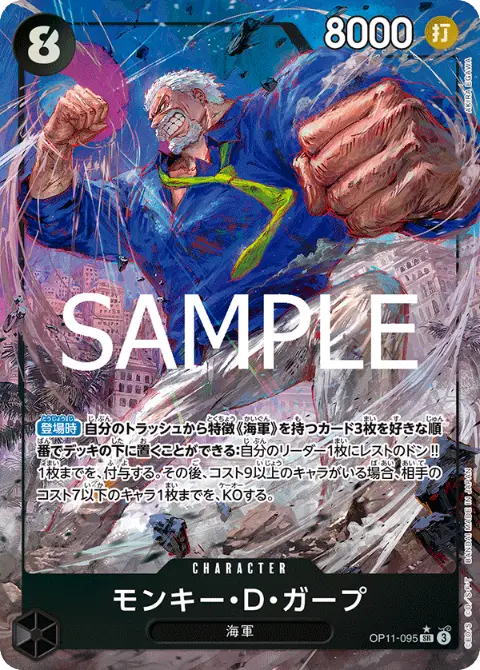 8
8000
打
AKIRA EGAWA
SAMPLE
登場時 自分のトラッシュから特徴《海軍》を持つカード3枚を好きな順
番でデッキの下に置くことができる:自分のリーダー1枚にレストのドン!!
1枚までを、付与する。その後、コスト9以上のキャラがいる場合、相手の
コスト7以下のキャラ1枚までを、KOする。
BANDAI MADE IN JAPAN
CHARACTER
モンキー・D・ガープ
海軍
OP11-095 SR 3